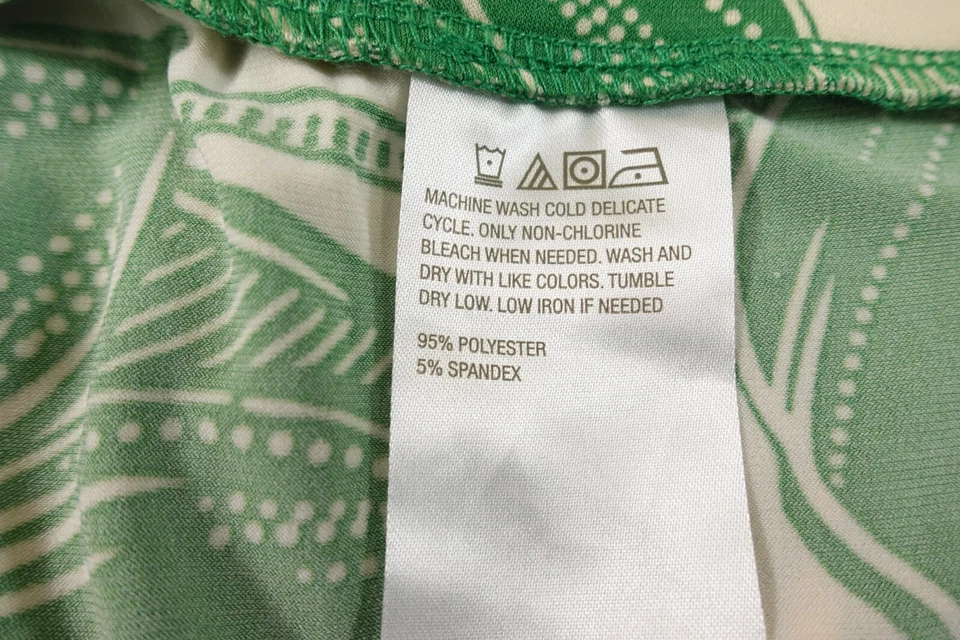 MACHINE WASH COLD DELICATE
CYCLE. ONLY NON-CHLORINE
BLEACH WHEN NEEDED. WASH AND
DRY WITH LIKE COLORS. TUMBLE
DRY LOW. LOW IRON IF NEEDED
95% POLYESTER
5% SPANDEX